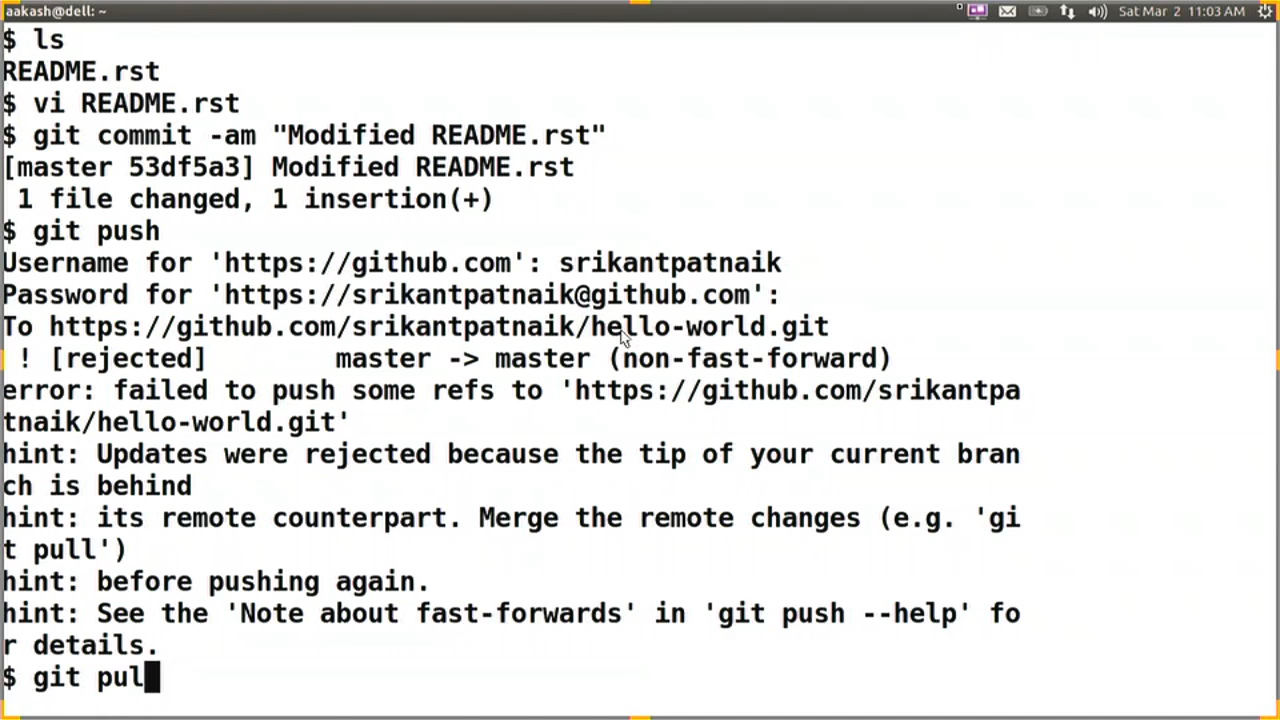 aakash@dell: ~
Sat Mar 2 11:03 AM
$ ls
README.rst
$ vi README.rst
$ git commit -am "Modified README.rst"
[master 53df5a3] Modified README.rst
1 file changed, 1 insertion(+)
$ git push
Username for 'https://github.com': srikantpatnaik
Password for 'https://srikantpatnaik@github.com':
To https://github.com/srikantpatnaik/hello-world.git
! [rejected] master -> master (non-fast-forward)
error: failed to push some refs to 'https://github.com/srikantpa
tnaik/hello-world.git'
hint: Updates were rejected because the tip of your current bran
ch is behind
hint: its remote counterpart. Merge the remote changes (e.g. 'gi
t pull')
hint: before pushing again.
hint: See the 'Note about fast-forwards' in 'git push --help' fo
r details.
$ git pul